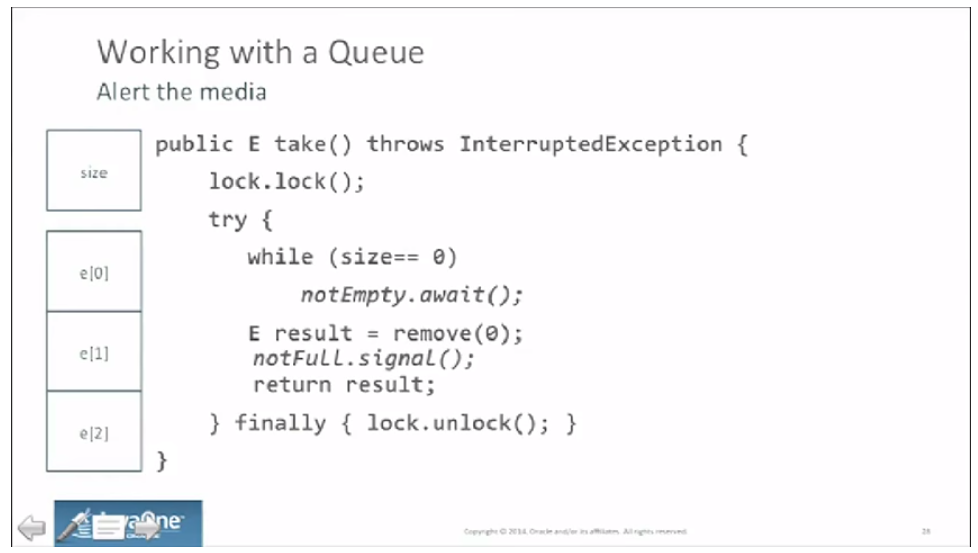 Working with a Queue
Alert the media
size
e[0]
e[1]
e[2]
public E take() throws InterruptedException {
lock.lock();
try {
while (size== 0)
notEmpty.await();
E result = remove(0);
notFull.signal();
return result;
} finally { lock.unlock(); }
}
Copyright © 2014, Oracle and/or its affiliates. All rights reserved.